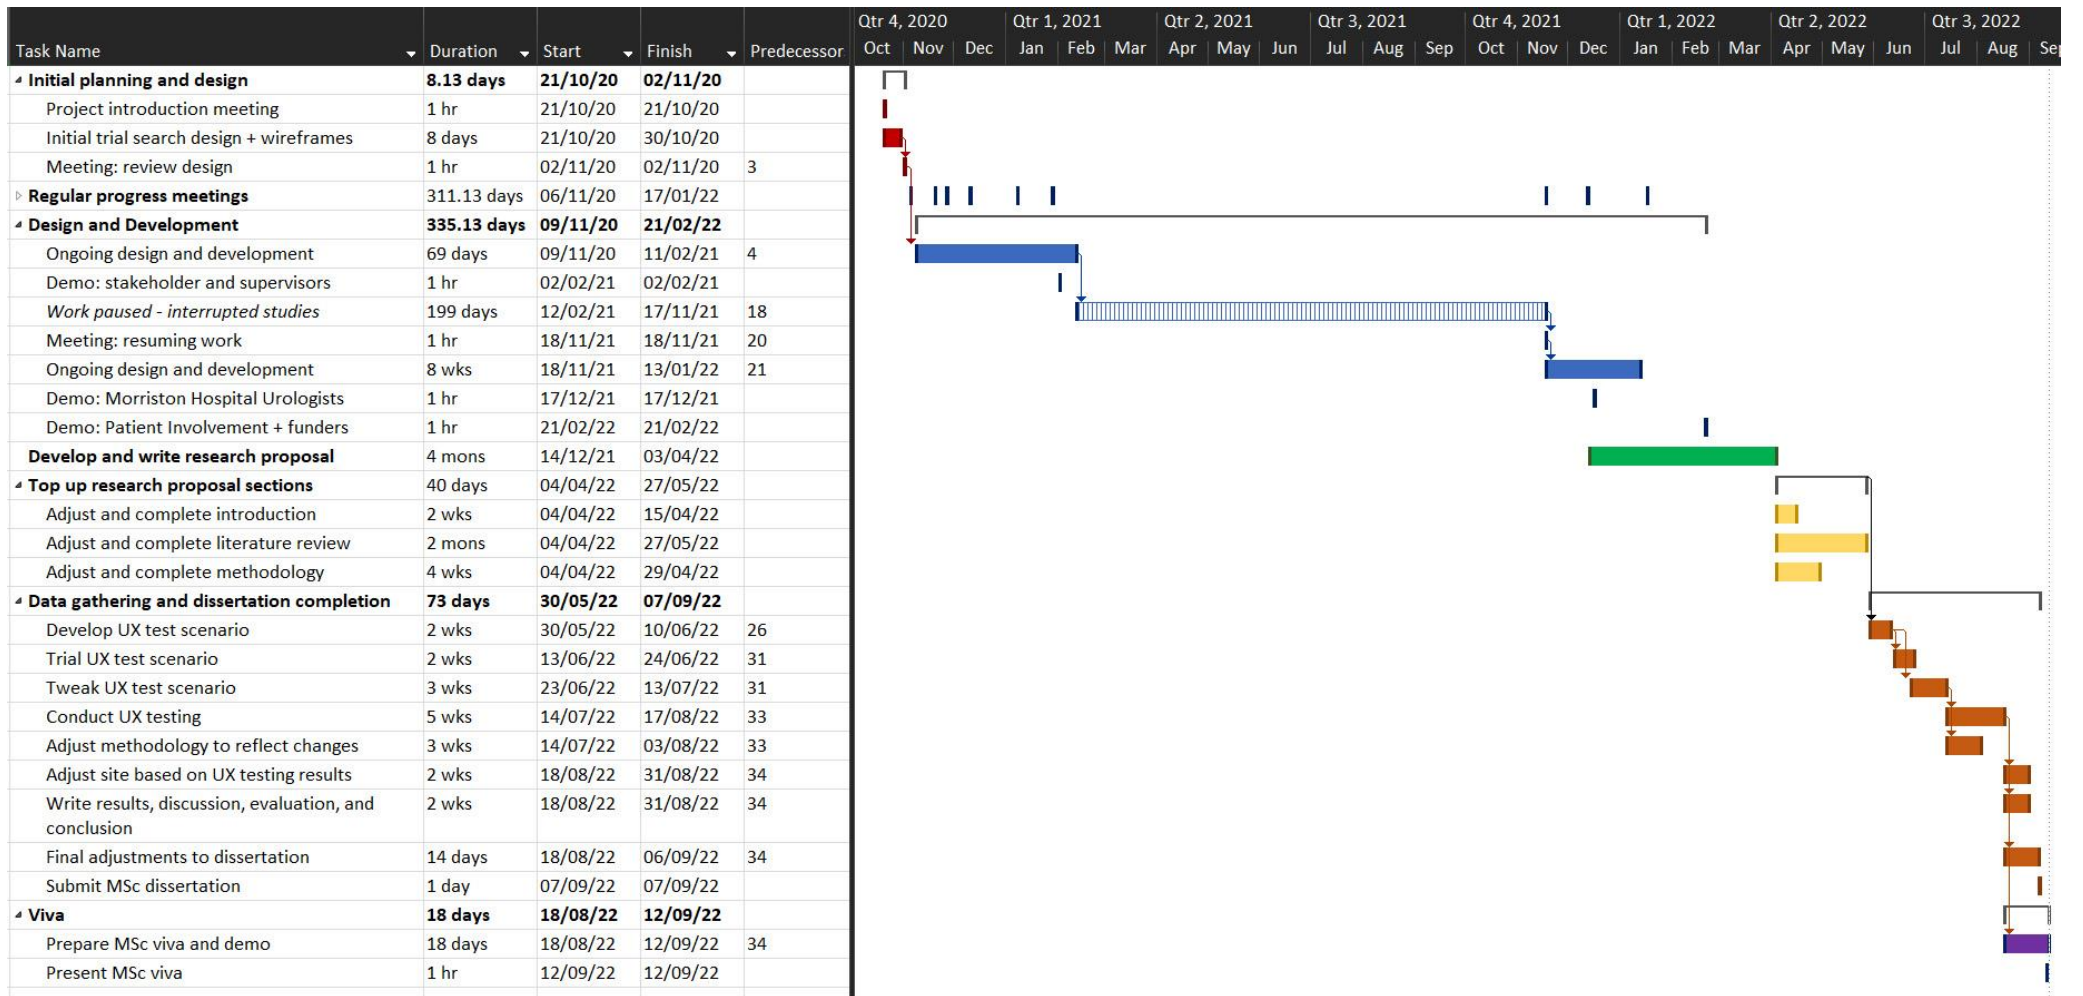 Qtr 4, 2020 Qtr 1, 2021 Qtr 2, 2021 Qtr 3, 2021 Qtr 4, 2021 Qtr 1, 2022 Qtr 2, 2022 Qtr 3, 2022
Task Name Duration Start Finish Predecessor Oct Nov Dec Jan Feb Mar Apr May Jun Jul Aug Sep Oct Nov Dec Jan Feb Mar Apr May Jun Jul Aug Se
Initial planning and design 8.13 days 21/10/20 02/11/20
Project introduction meeting 1 hr 21/10/20 21/10/20
Initial trial search design + wireframes 8 days 21/10/20 30/10/20
Meeting: review design 1 hr 02/11/20 02/11/20 3
Regular progress meetings 311.13 days 06/11/20 17/01/22
Design and Development 335.13 days 09/11/20 21/02/22
Ongoing design and development 69 days 09/11/20 11/02/21 4
Demo: stakeholder and supervisors 1 hr 02/02/21 02/02/21
Work paused - interrupted studies 199 days 12/02/21 17/11/21 18
Meeting: resuming work 1 hr 18/11/21 18/11/21 20
Ongoing design and development 8 wks 18/11/21 13/01/22 21
Demo: Morriston Hospital Urologists 1 hr 17/12/21 17/12/21
Demo: Patient Involvement + funders 1 hr 21/02/22 21/02/22
Develop and write research proposal 4 mons 14/12/21 03/04/22
Top up research proposal sections 40 days 04/04/22 27/05/22
Adjust and complete introduction 2 wks 04/04/22 15/04/22
Adjust and complete literature review 2 mons 04/04/22 27/05/22
Adjust and complete methodology 4 wks 04/04/22 29/04/22
Data gathering and dissertation completion 73 days 30/05/22 07/09/22
Develop UX test scenario 2 wks 30/05/22 10/06/22 26
Trial UX test scenario 2 wks 13/06/22 24/06/22 31
Tweak UX test scenario 3 wks 23/06/22 13/07/22 31
Conduct UX testing 5 wks 14/07/22 17/08/22 33
Adjust methodology to reflect changes 3 wks 14/07/22 03/08/22 33
Adjust site based on UX testing results 2 wks 18/08/22 31/08/22 34
Write results, discussion, evaluation, and 2 wks 18/08/22 31/08/22 34
conclusion
Final adjustments to dissertation 14 days 18/08/22 06/09/22 34
Submit MSc dissertation 1 day 07/09/22 07/09/22
Viva 18 days 18/08/22 12/09/22
Prepare MSc viva and demo 18 days 18/08/22 12/09/22 34
Present MSc viva 1 hr 12/09/22 12/09/22